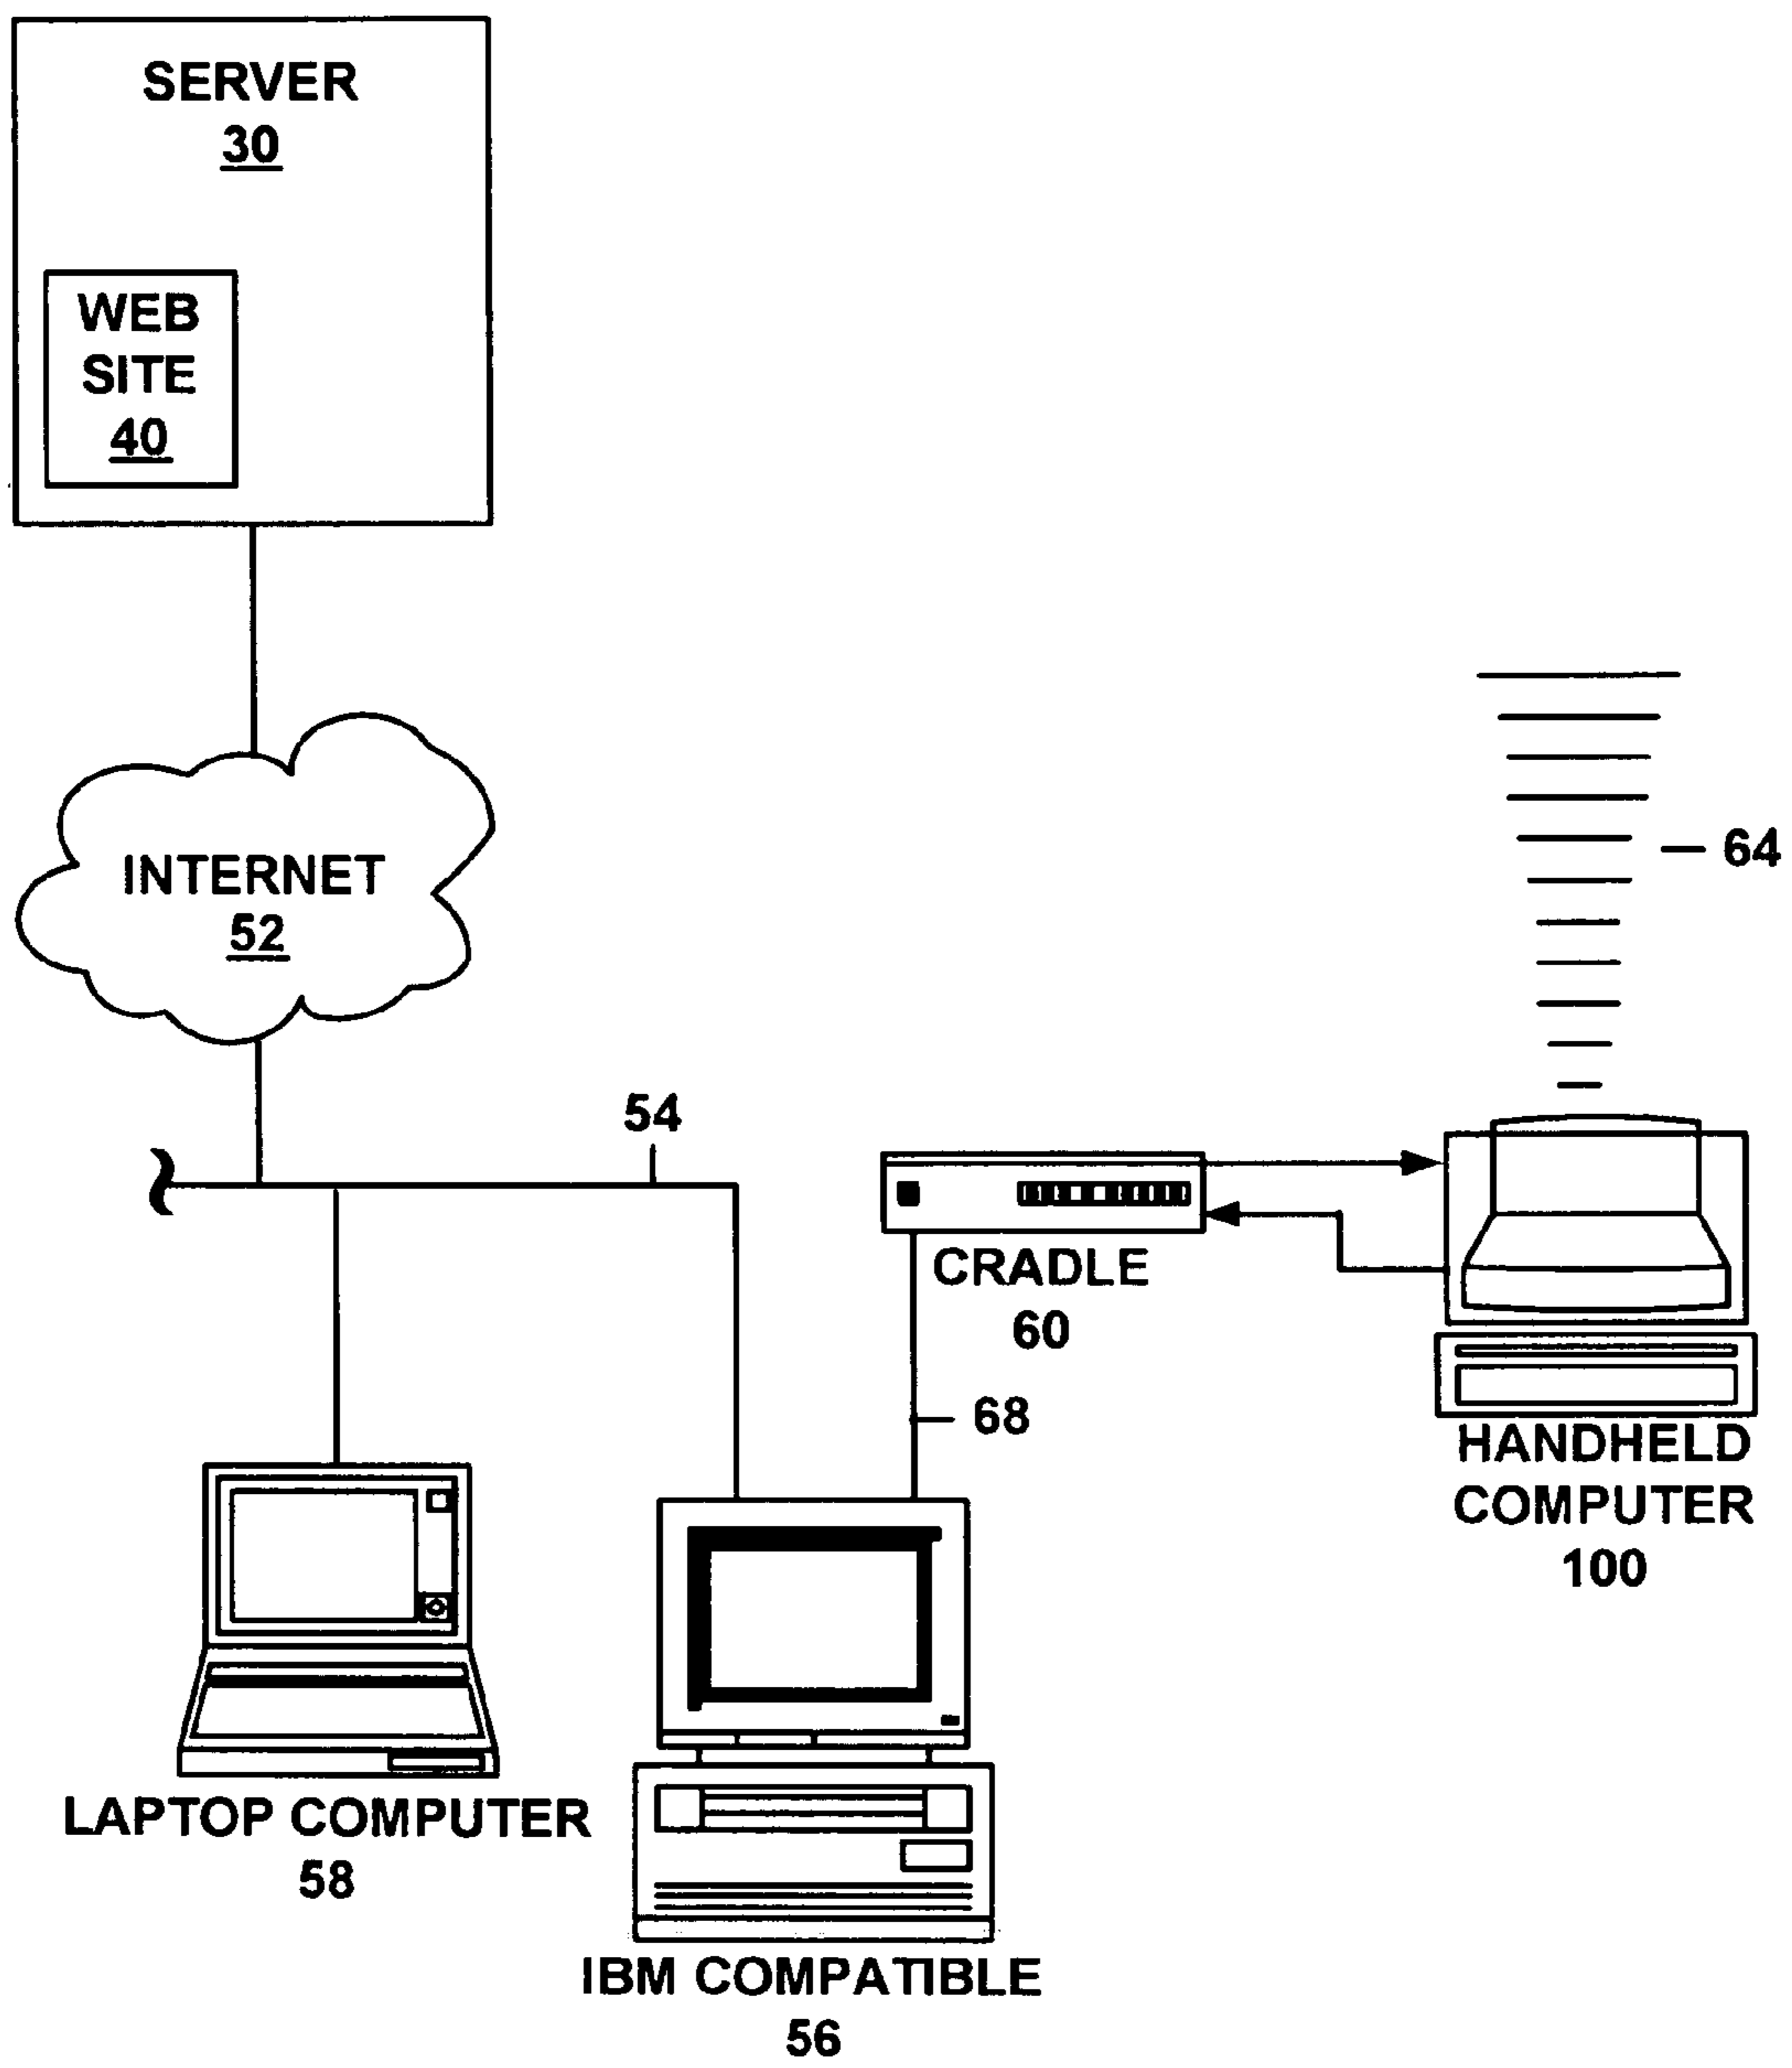 SERVER
30
WEB
SITE
40
INTERNET
52
64
54
CRADLE
60
68
HANDHELD
COMPUTER
100
LAPTOP COMPUTER
58
IBM COMPATIBLE
56